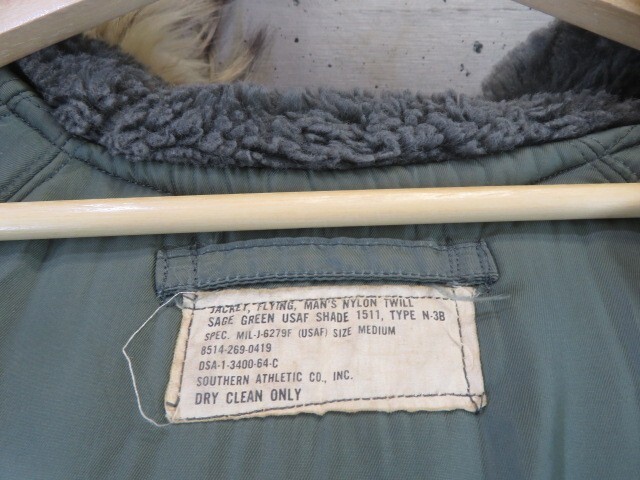 JACKET, FLYING, MAN'S NYLON TWILL
SAGE GREEN USAF SHADE 1511, TYPE N-3B
SPEC. MIL-J-6279F (USAF) SIZE MEDIUM
8514-269-0419
DSA-1-3400-64-C
SOUTHERN ATHLETIC CO., INC.
DRY CLEAN ONLY